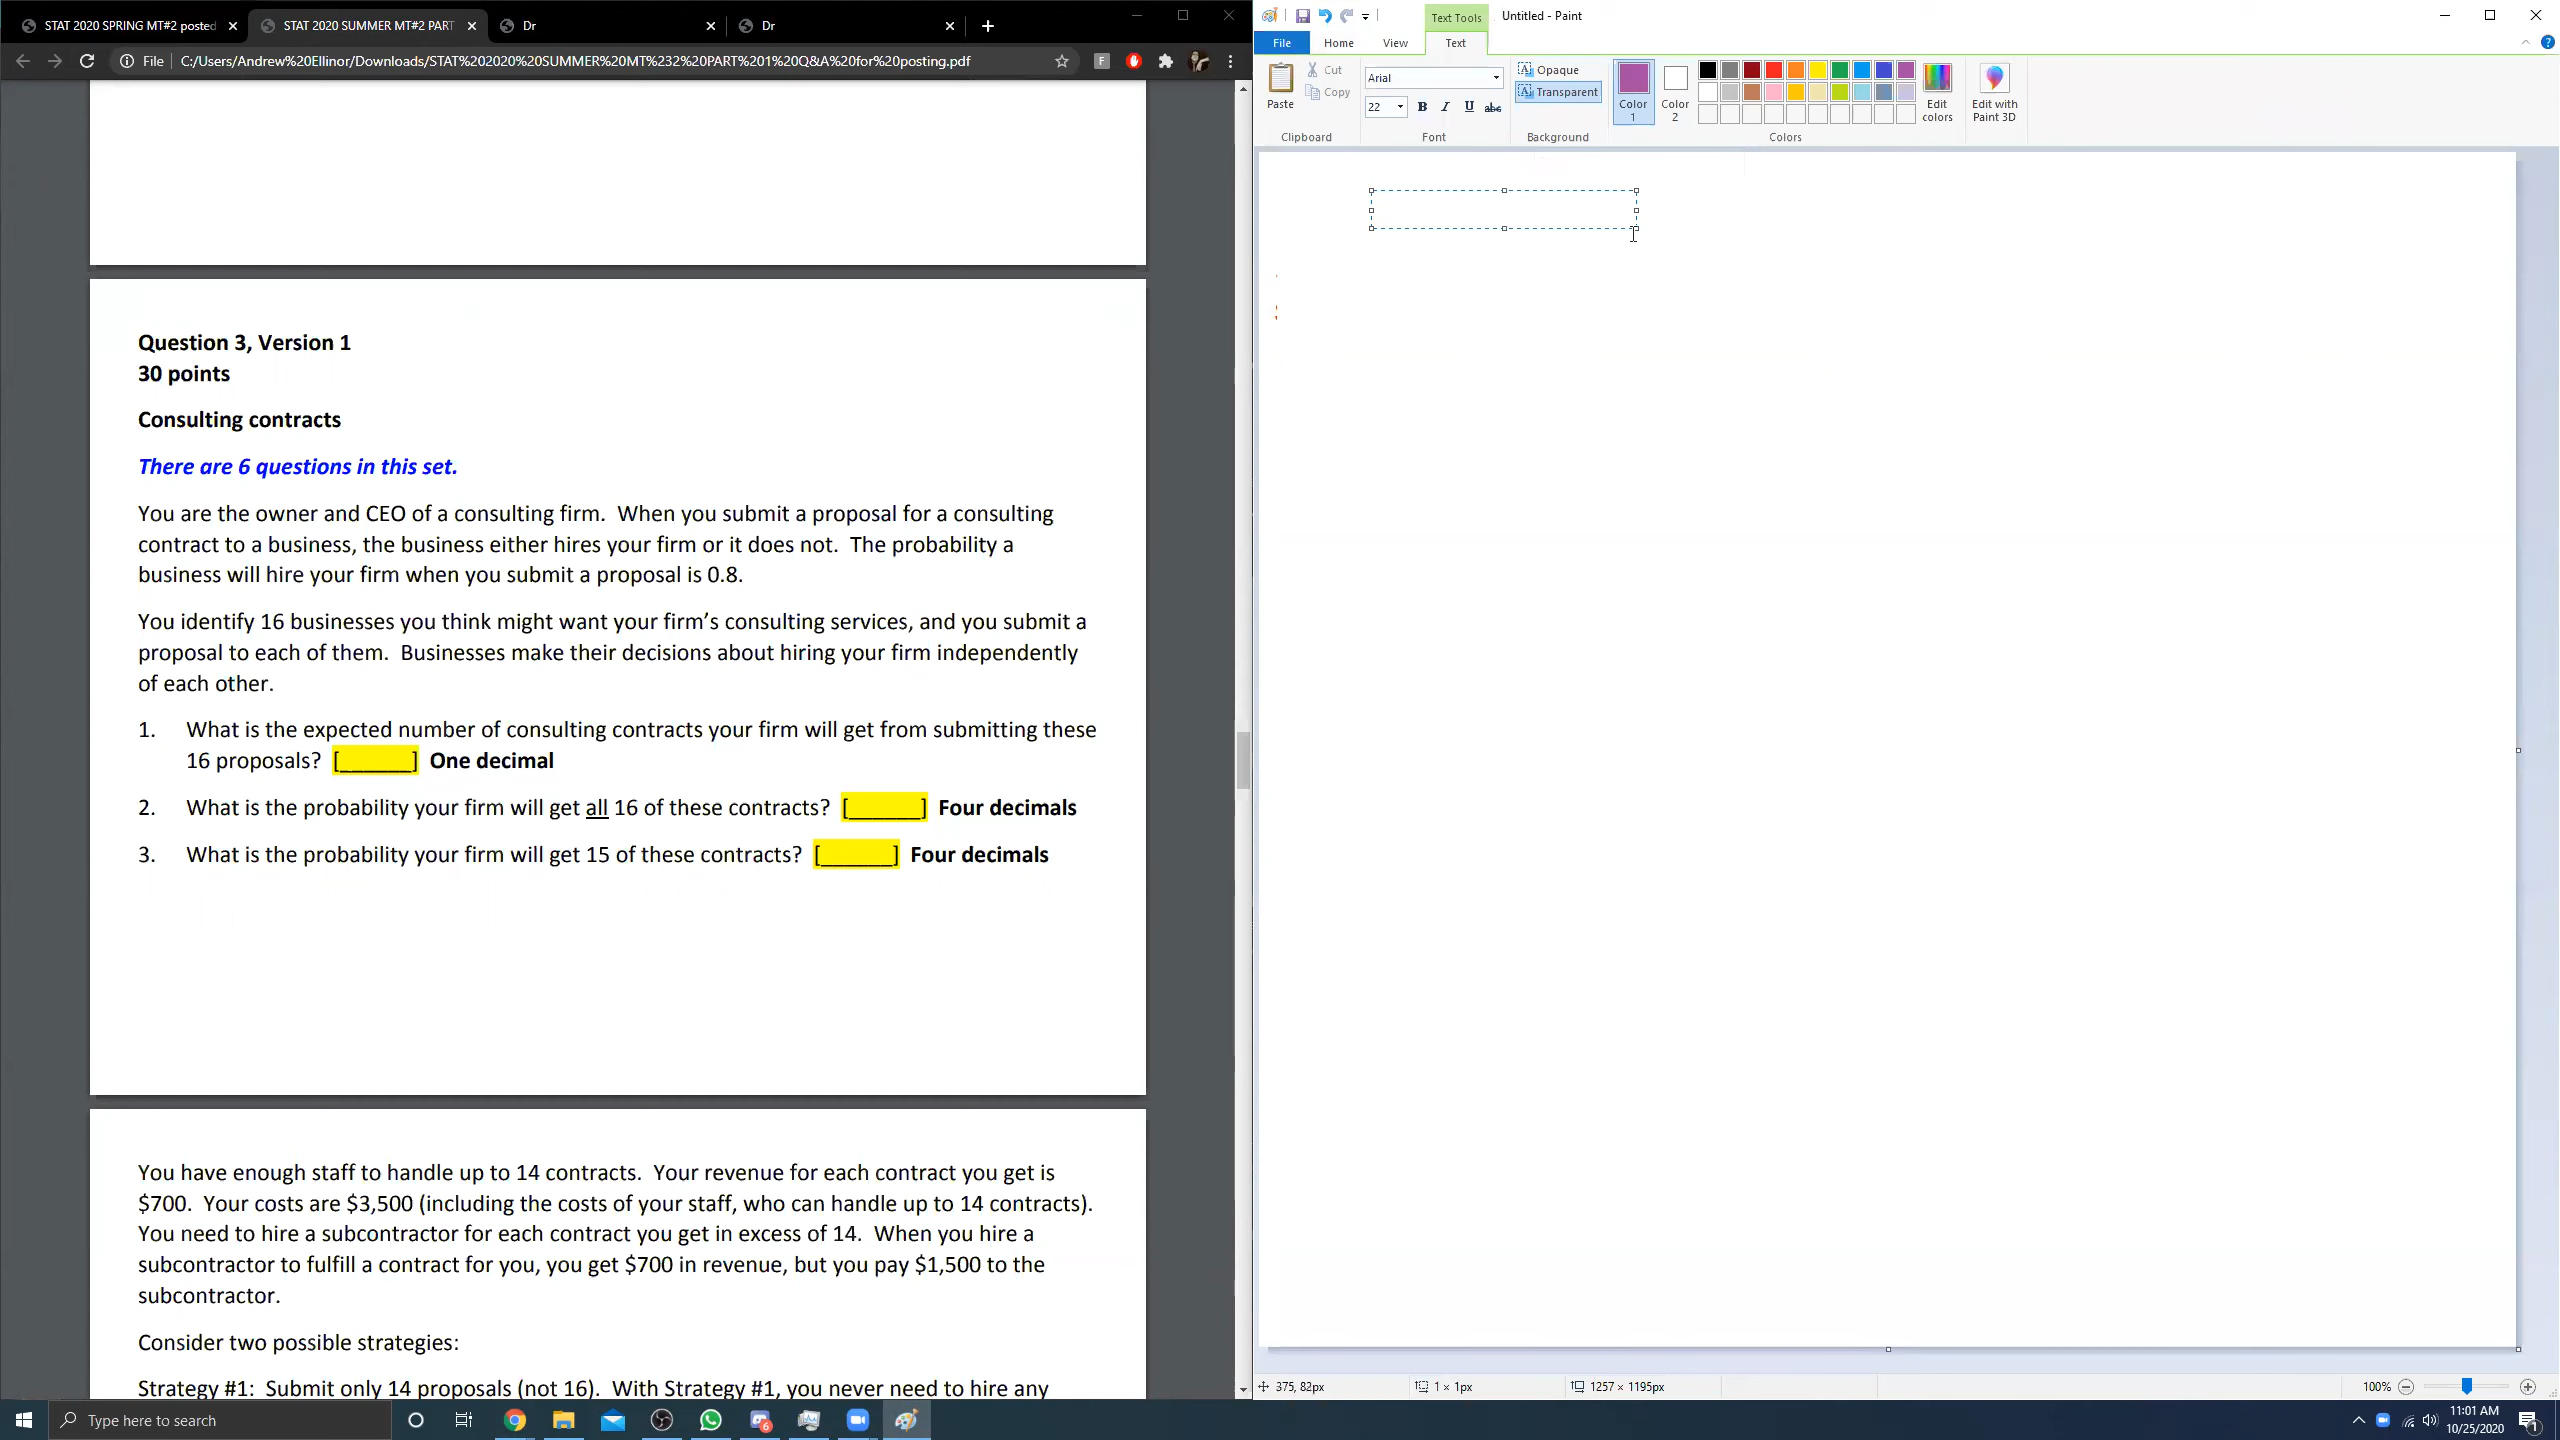 STAT 2020 SPRING MT#2 posted
STAT 2020 SUMMER MT#2 PART
Dr
Dr
File
C:/Users/Andrew%20Ellinor/Downloads/STAT%202020%20SUMMER%20MT%232%20PART%201%20Q&A%20for%20posting.pdf
Question 3, Version 1
30 points
Consulting contracts
There are 6 questions in this set.
You are the owner and CEO of a consulting firm. When you submit a proposal for a consulting
contract to a business, the business either hires your firm or it does not. The probability a
business will hire your firm when you submit a proposal is 0.8.
You identify 16 businesses you think might want your firm's consulting services, and you submit a
proposal to each of them. Businesses make their decisions about hiring your firm independently
of each other.
1. What is the expected number of consulting contracts your firm will get from submitting these
16 proposals? [______] One decimal
2. What is the probability your firm will get all 16 of these contracts? [______] Four decimals
3. What is the probability your firm will get 15 of these contracts? [______] Four decimals
You have enough staff to handle up to 14 contracts. Your revenue for each contract you get is
$700. Your costs are $3,500 (including the costs of your staff, who can handle up to 14 contracts).
You need to hire a subcontractor for each contract you get in excess of 14. When you hire a
subcontractor to fulfill a contract for you, you get $700 in revenue, but you pay $1,500 to the
subcontractor.
Consider two possible strategies:
Strategy #1: Submit only 14 proposals (not 16). With Strategy #1, you never need to hire any
Text Tools
Untitled - Paint
File
Home
View
Text
Paste
Cut
Copy
Clipboard
Arial
22
B I U abc
Font
Opaque
Transparent
Background
Color
1
Color
2
Edit
colors
Edit with
Paint 3D
Colors
375, 82px
1 × 1px
1257 × 1195px
100%
Type here to search
6
11:01 AM
10/25/2020
1